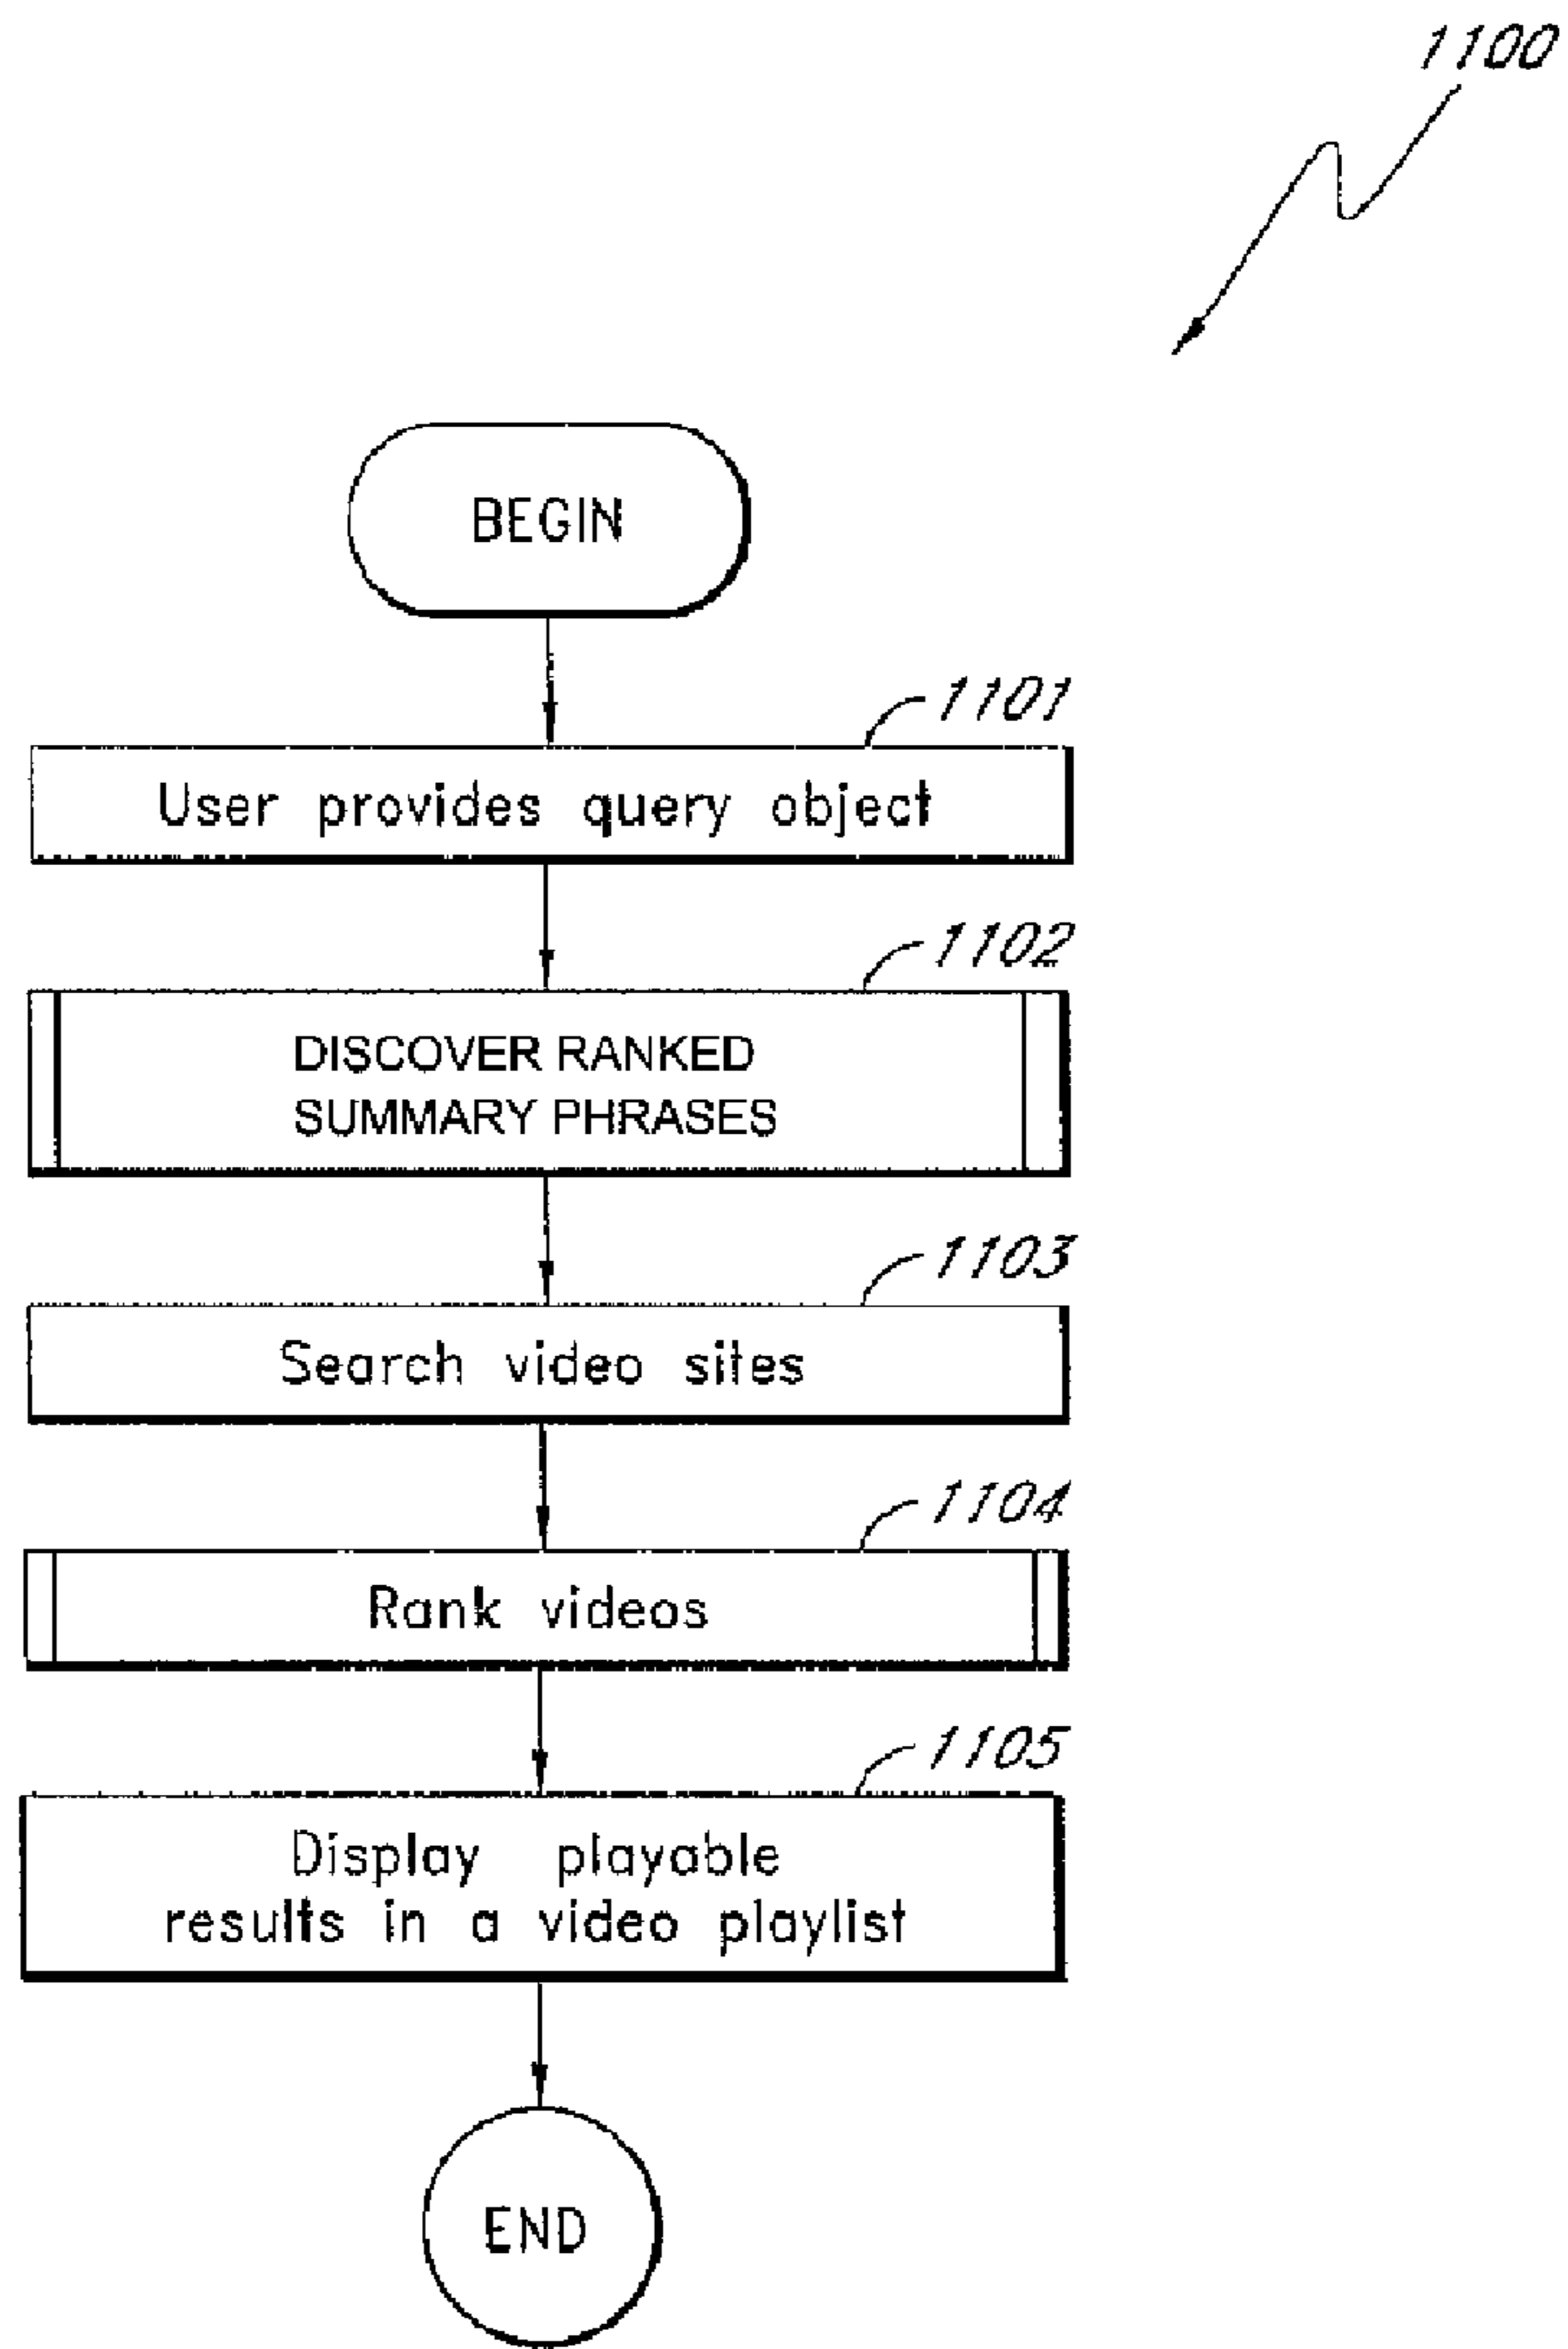 1100
BEGIN
1101
User provides query object
1102
DISCOVER RANKED
SUMMARY PHRASES
1103
Search video sites
1104
Rank videos
1105
Display playable
results in a video playlist
END